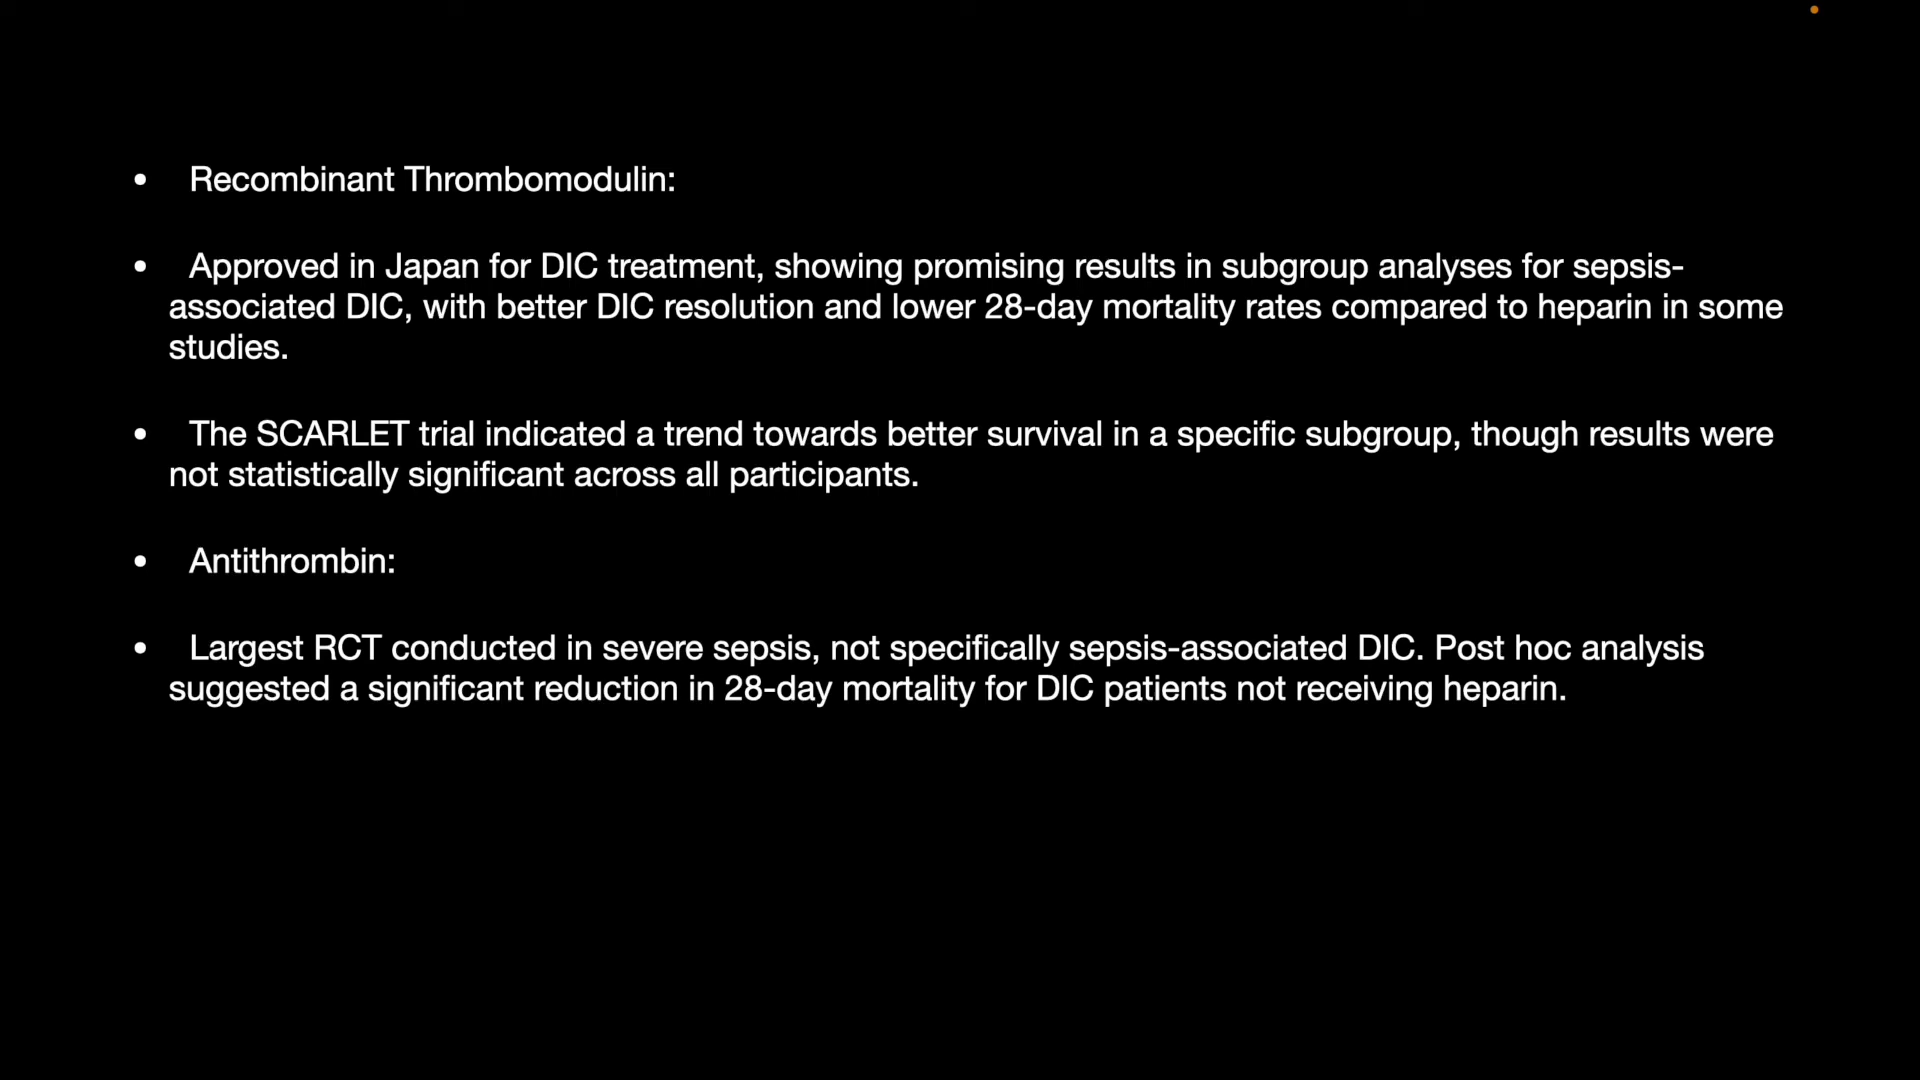 • Recombinant Thrombomodulin:
• Approved in Japan for DIC treatment, showing promising results in subgroup analyses for sepsis-
associated DIC, with better DIC resolution and lower 28-day mortality rates compared to heparin in some
studies.
• The SCARLET trial indicated a trend towards better survival in a specific subgroup, though results were
not statistically significant across all participants.
• Antithrombin:
• Largest RCT conducted in severe sepsis, not specifically sepsis-associated DIC. Post hoc analysis
suggested a significant reduction in 28-day mortality for DIC patients not receiving heparin.